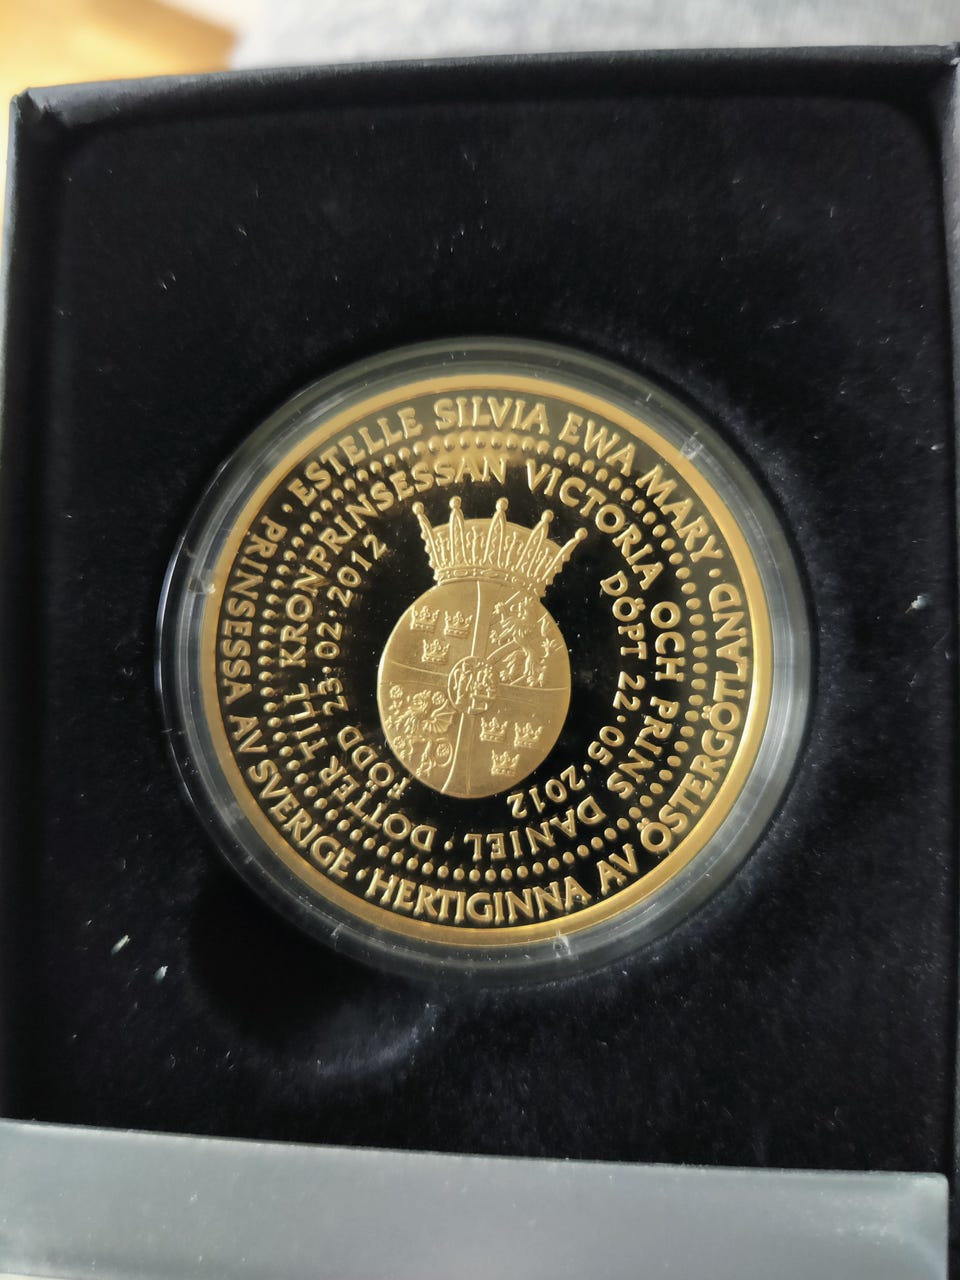 PRINSESSA AV SVERIGE · HERTIGINNA AV ÖSTERGÖTLAND · ESTELLE SILVIA EWA MARY ·
DOTTER TILL KRONPRINSESSAN VICTORIA OCH PRINS DANIEL ·
FÖDD 23·02·2012
DÖPT 22·05·2012